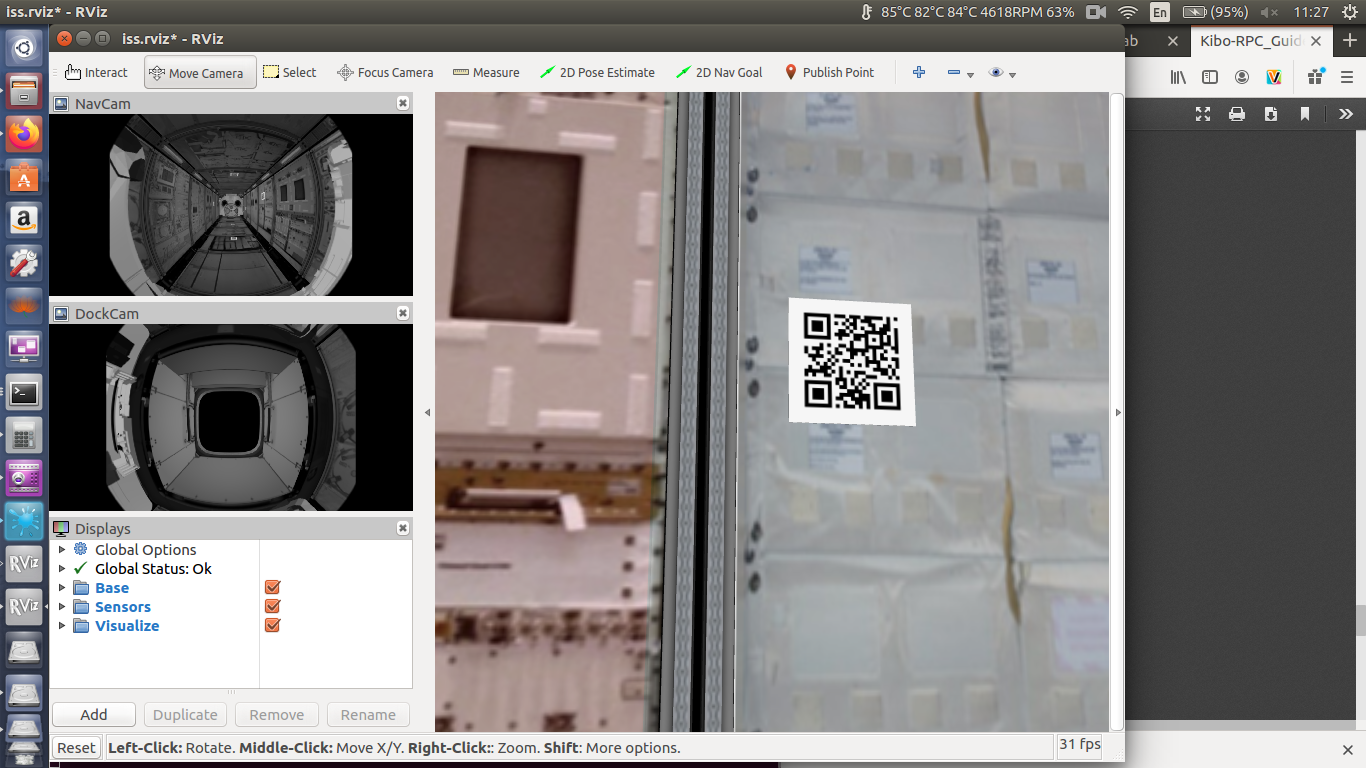 iss.rviz* - RViz
85°C 82°C 84°C 4618RPM 63%
En
(95%)
11:27
iss.rviz* - RViz
ab
Kibo-RPC_Guid
Interact
Move Camera
Select
Focus Camera
Measure
2D Pose Estimate
2D Nav Goal
Publish Point
NavCam
DockCam
Displays
Global Options
Global Status: Ok
Base
Sensors
Visualize
Add
Duplicate
Remove
Rename
Reset
Left-Click: Rotate. Middle-Click: Move X/Y. Right-Click:: Zoom. Shift: More options.
31 fps
RViz
RViz